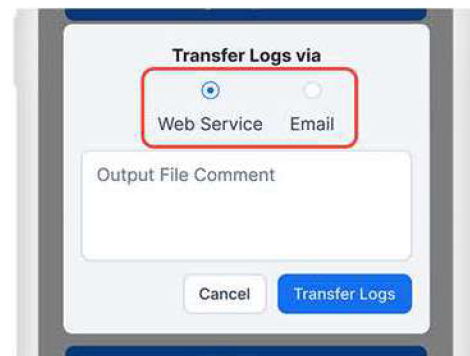 Transfer Logs via
Web Service Email
Output File Comment
Cancel Transfer Logs